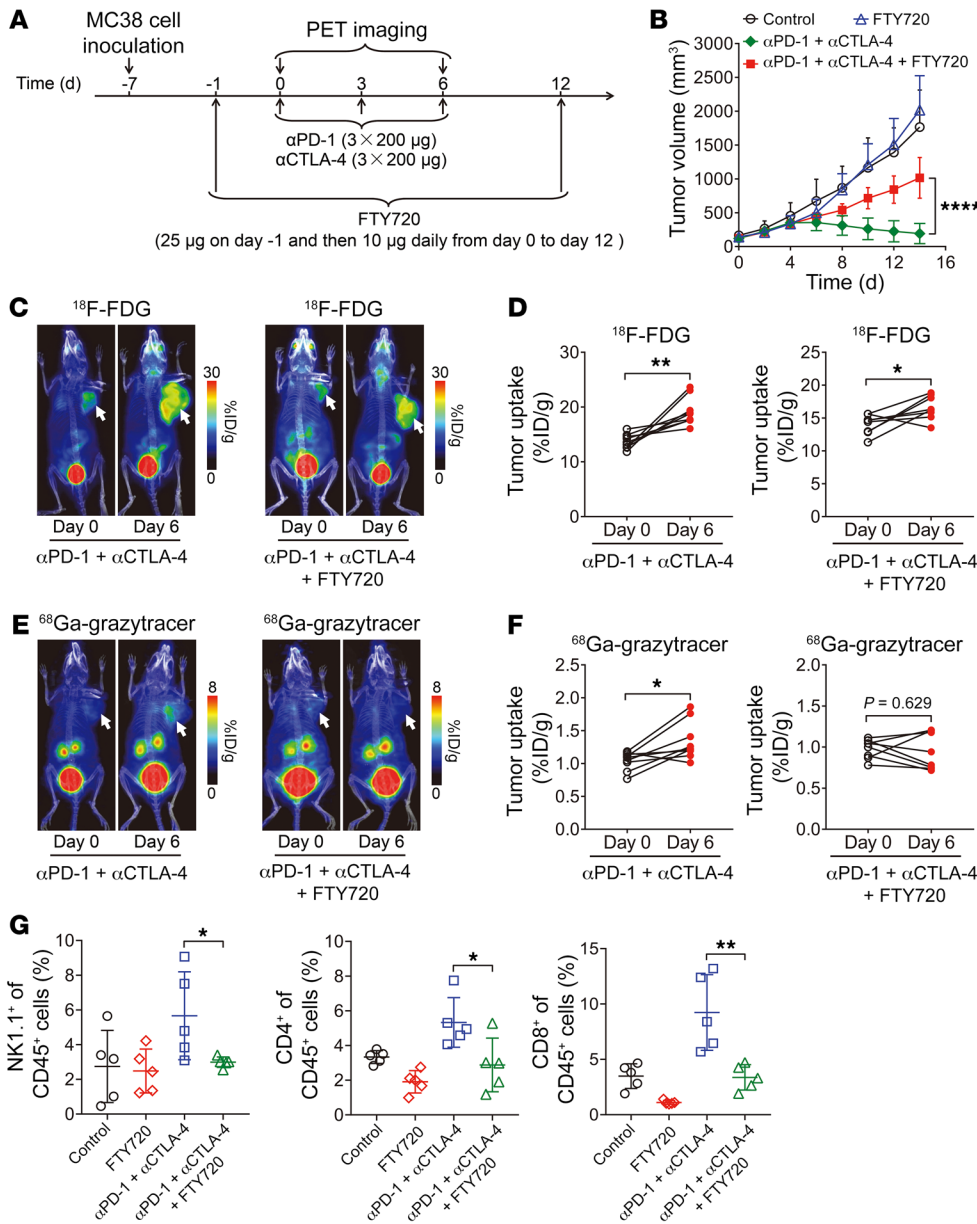 A
MC38 cell
inoculation
PET imaging
Time (d)
-7
-1
0
3
6
12
αPD-1 (3 × 200 µg)
αCTLA-4 (3 × 200 µg)
FTY720
(25 µg on day -1 and then 10 µg daily from day 0 to day 12 )
B
Control
FTY720
αPD-1 + αCTLA-4
αPD-1 + αCTLA-4 + FTY720
Tumor volume (mm³)
3000
2500
2000
1500
1000
500
0
0 4 8 12 16
Time (d)
****
C
¹⁸F-FDG
30
%ID/g
0
30
%ID/g
0
Day 0
Day 6
Day 0
Day 6
αPD-1 + αCTLA-4
αPD-1 + αCTLA-4
+ FTY720
D
¹⁸F-FDG
Tumor uptake
(%ID/g)
30
20
10
0
**
Day 0
Day 6
αPD-1 + αCTLA-4
¹⁸F-FDG
Tumor uptake
(%ID/g)
25
20
15
10
5
0
*
Day 0
Day 6
αPD-1 + αCTLA-4
+ FTY720
E
⁶⁸Ga-grazytracer
⁶⁸Ga-grazytracer
8
%ID/g
0
8
%ID/g
0
Day 0
Day 6
Day 0
Day 6
αPD-1 + αCTLA-4
αPD-1 + αCTLA-4
+ FTY720
F
⁶⁸Ga-grazytracer
Tumor uptake
(%ID/g)
2.5
2.0
1.5
1.0
0.5
0.0
*
Day 0
Day 6
αPD-1 + αCTLA-4
⁶⁸Ga-grazytracer
Tumor uptake
(%ID/g)
2.0
1.5
1.0
0.5
0.0
P = 0.629
Day 0
Day 6
αPD-1 + αCTLA-4
+ FTY720
G
NK1.1⁺ of
CD45⁺ cells (%)
10
8
6
4
2
0
*
Control
FTY720
αPD-1 + αCTLA-4
αPD-1 + αCTLA-4
+ FTY720
CD4⁺ of
CD45⁺ cells (%)
10
8
6
4
2
0
*
Control
FTY720
αPD-1 + αCTLA-4
αPD-1 + αCTLA-4
+ FTY720
CD8⁺ of
CD45⁺ cells (%)
15
10
5
0
**
Control
FTY720
αPD-1 + αCTLA-4
αPD-1 + αCTLA-4
+ FTY720